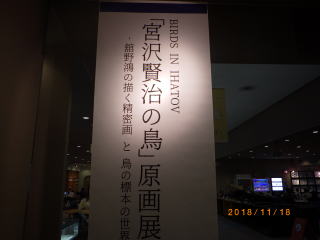 BIRDS IN IHATOV
「宮沢賢治の鳥」原画展
舘野鴻の描く精密画 と 鳥の標本の世界
2018/11/18